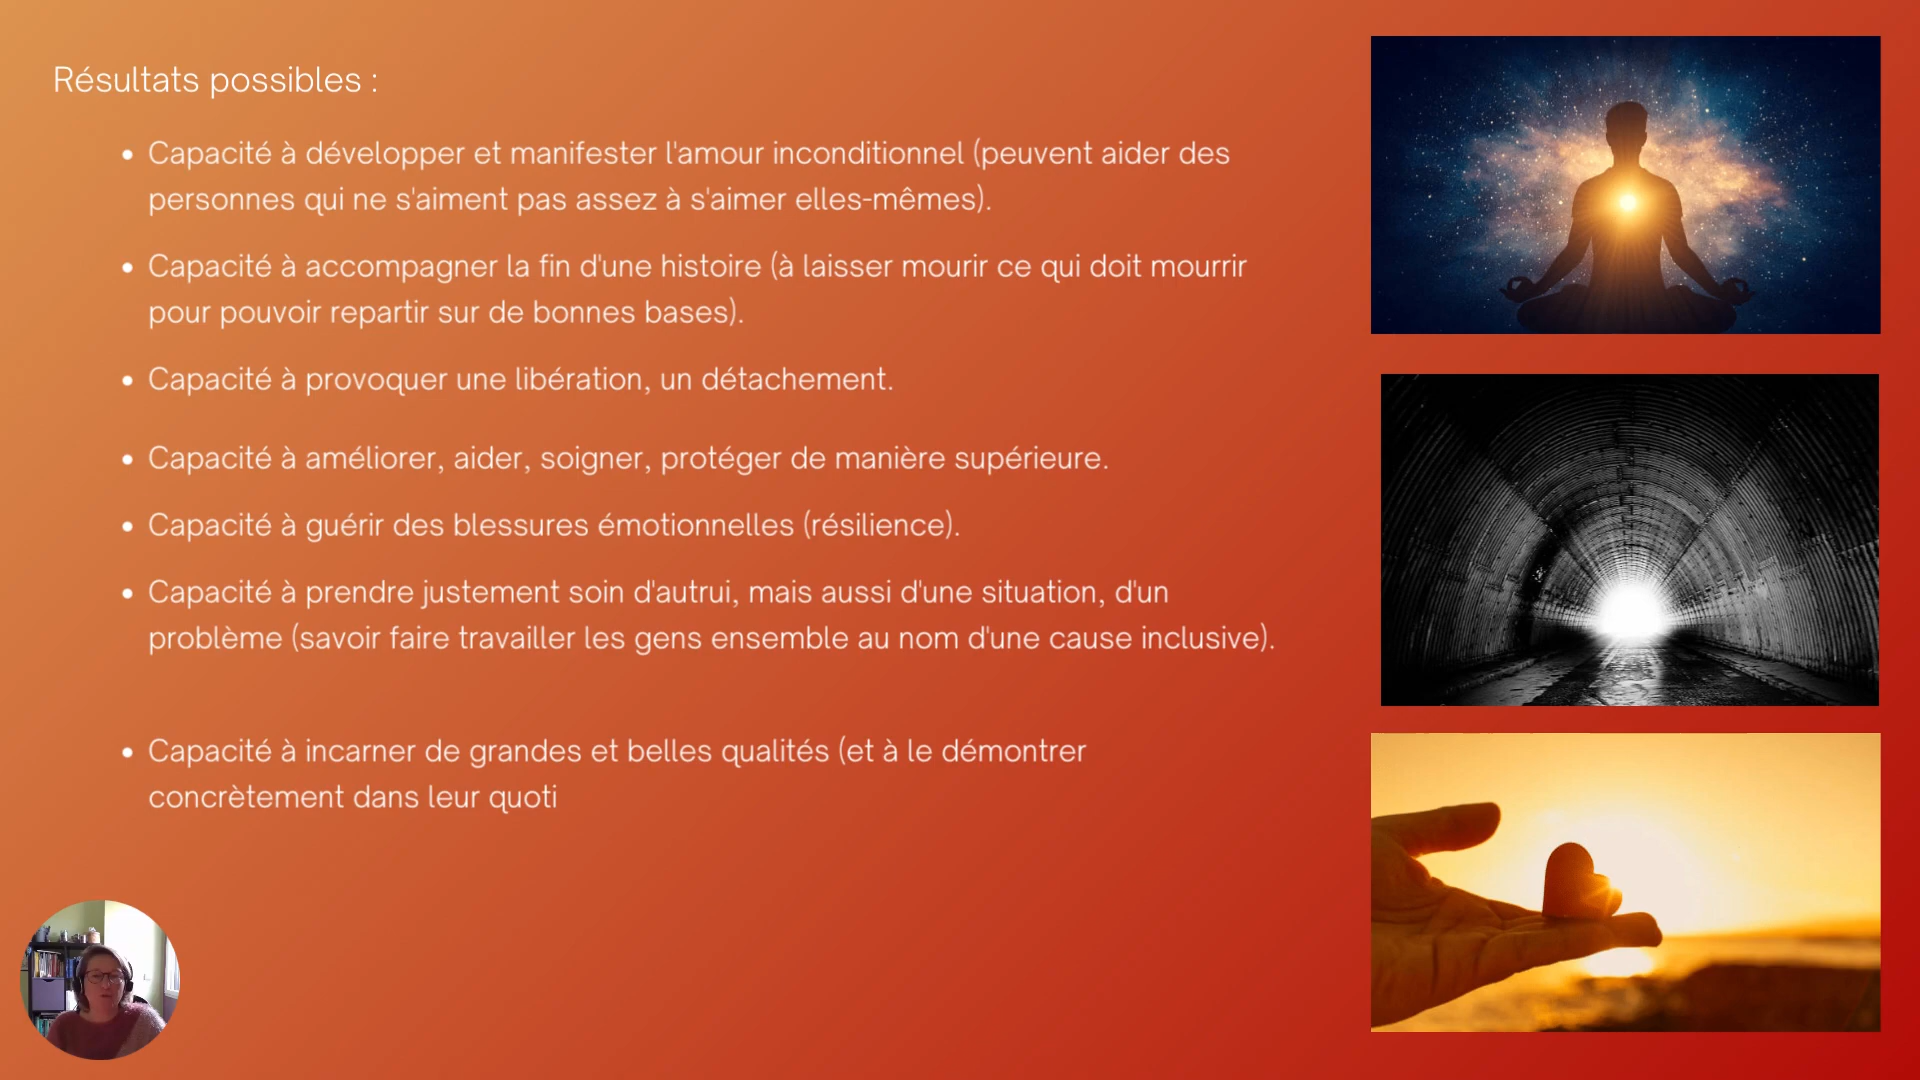 Résultats possibles :
• Capacité à développer et manifester l'amour inconditionnel (peuvent aider des
personnes qui ne s'aiment pas assez à s'aimer elles-mêmes).
• Capacité à accompagner la fin d'une histoire (à laisser mourir ce qui doit mourrir
pour pouvoir repartir sur de bonnes bases).
• Capacité à provoquer une libération, un détachement.
• Capacité à améliorer, aider, soigner, protéger de manière supérieure.
• Capacité à guérir des blessures émotionnelles (résilience).
• Capacité à prendre justement soin d'autrui, mais aussi d'une situation, d'un
problème (savoir faire travailler les gens ensemble au nom d'une cause inclusive).
• Capacité à incarner de grandes et belles qualités (et à le démontrer
concrètement dans leur quoti